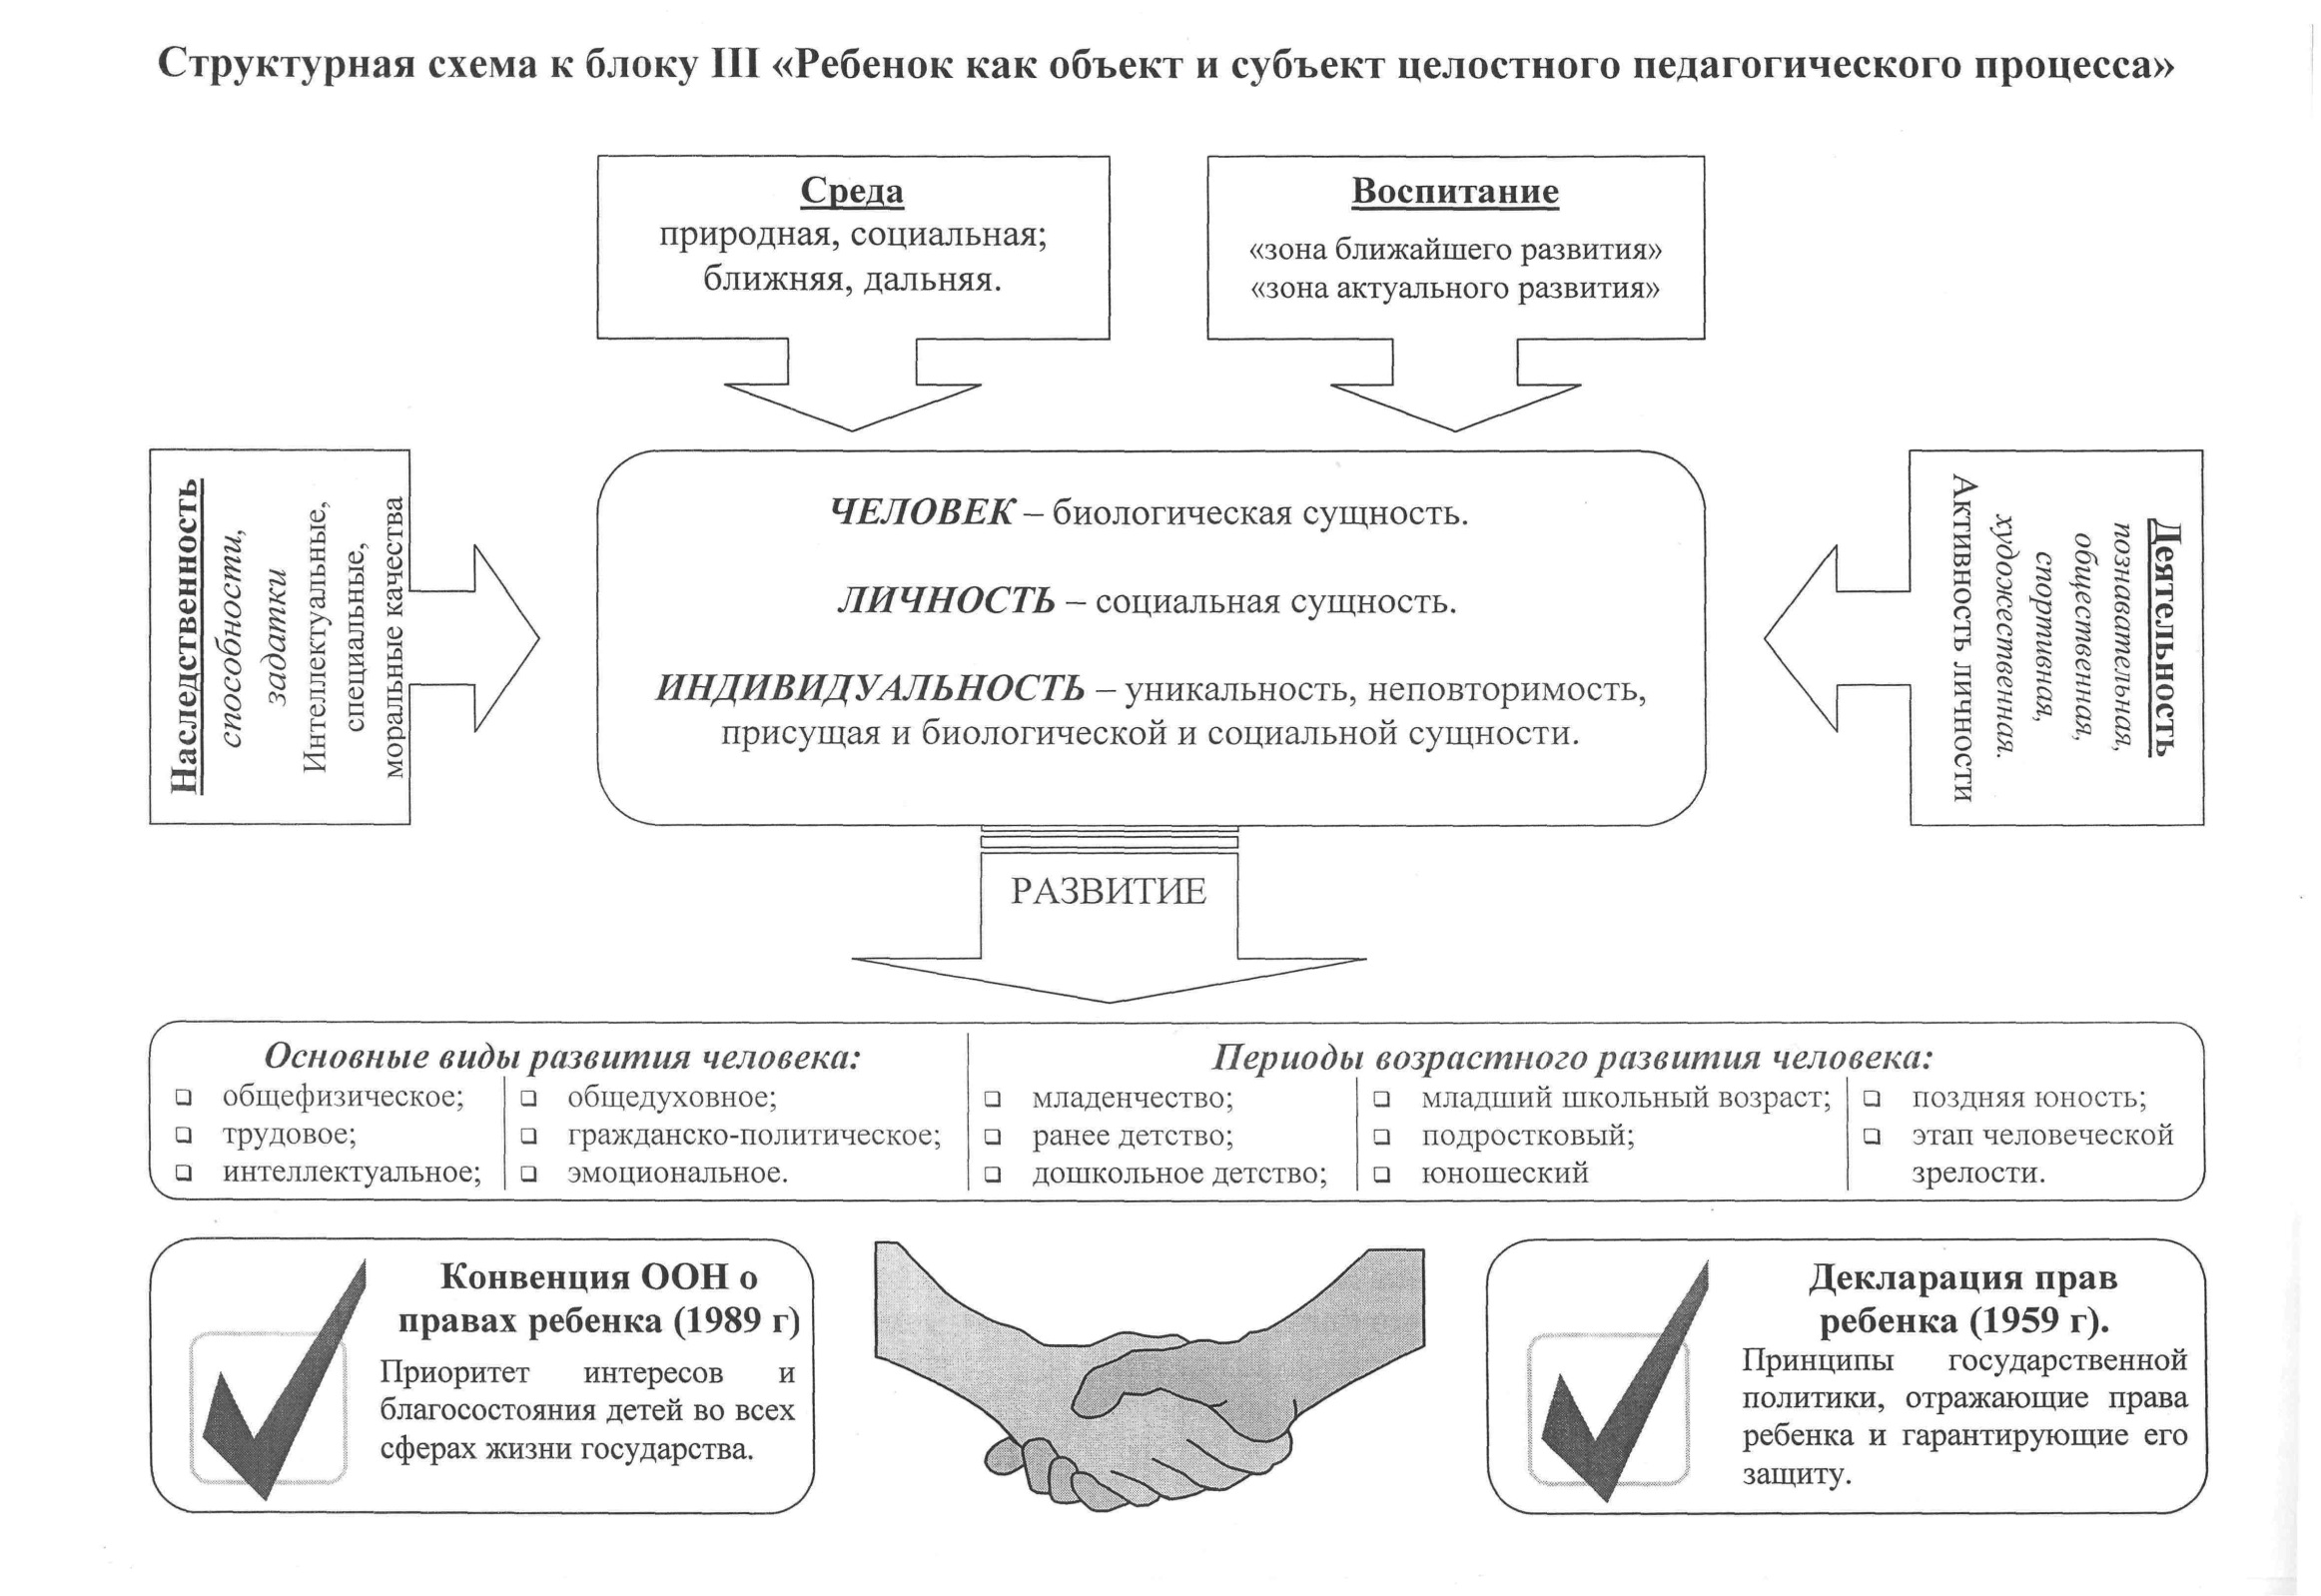 Структурная схема к блоку III «Ребенок как объект и субъект целостного педагогического процесса»
Среда
природная, социальная;
ближняя, дальняя.
Воспитание
«зона ближайшего развития»
«зона актуального развития»
Наследственность
способности,
задатки
Интеллектуальные,
специальные,
моральные качества
ЧЕЛОВЕК – биологическая сущность.
ЛИЧНОСТЬ – социальная сущность.
ИНДИВИДУАЛЬНОСТЬ – уникальность, неповторимость,
присущая и биологической и социальной сущности.
Деятельность
познавательная,
общественная,
спортивная,
художественная.
Активность личности
РАЗВИТИЕ
Основные виды развития человека:
общефизическое;
трудовое;
интеллектуальное;
общедуховное;
гражданско-политическое;
эмоциональное.
Периоды возрастного развития человека:
младенчество;
ранее детство;
дошкольное детство;
младший школьный возраст;
подростковый;
юношеский
поздняя юность;
этап человеческой
зрелости.
Конвенция ООН о
правах ребенка (1989 г)
Приоритет интересов и
благосостояния детей во всех
сферах жизни государства.
Декларация прав
ребенка (1959 г).
Принципы государственной
политики, отражающие права
ребенка и гарантирующие его
защиту.